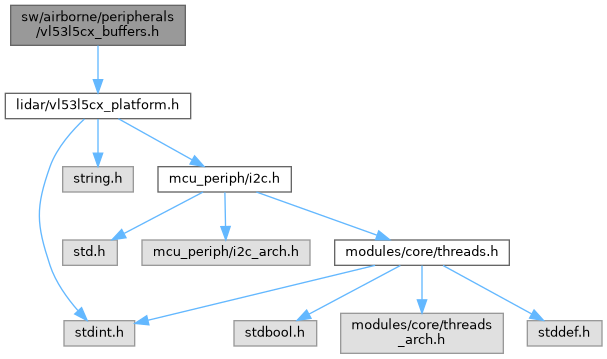 sw/airborne/peripherals
/vl53l5cx_buffers.h
lidar/vl53l5cx_platform.h
string.h
mcu_periph/i2c.h
std.h
mcu_periph/i2c_arch.h
modules/core/threads.h
stdint.h
stdbool.h
modules/core/threads
_arch.h
stddef.h